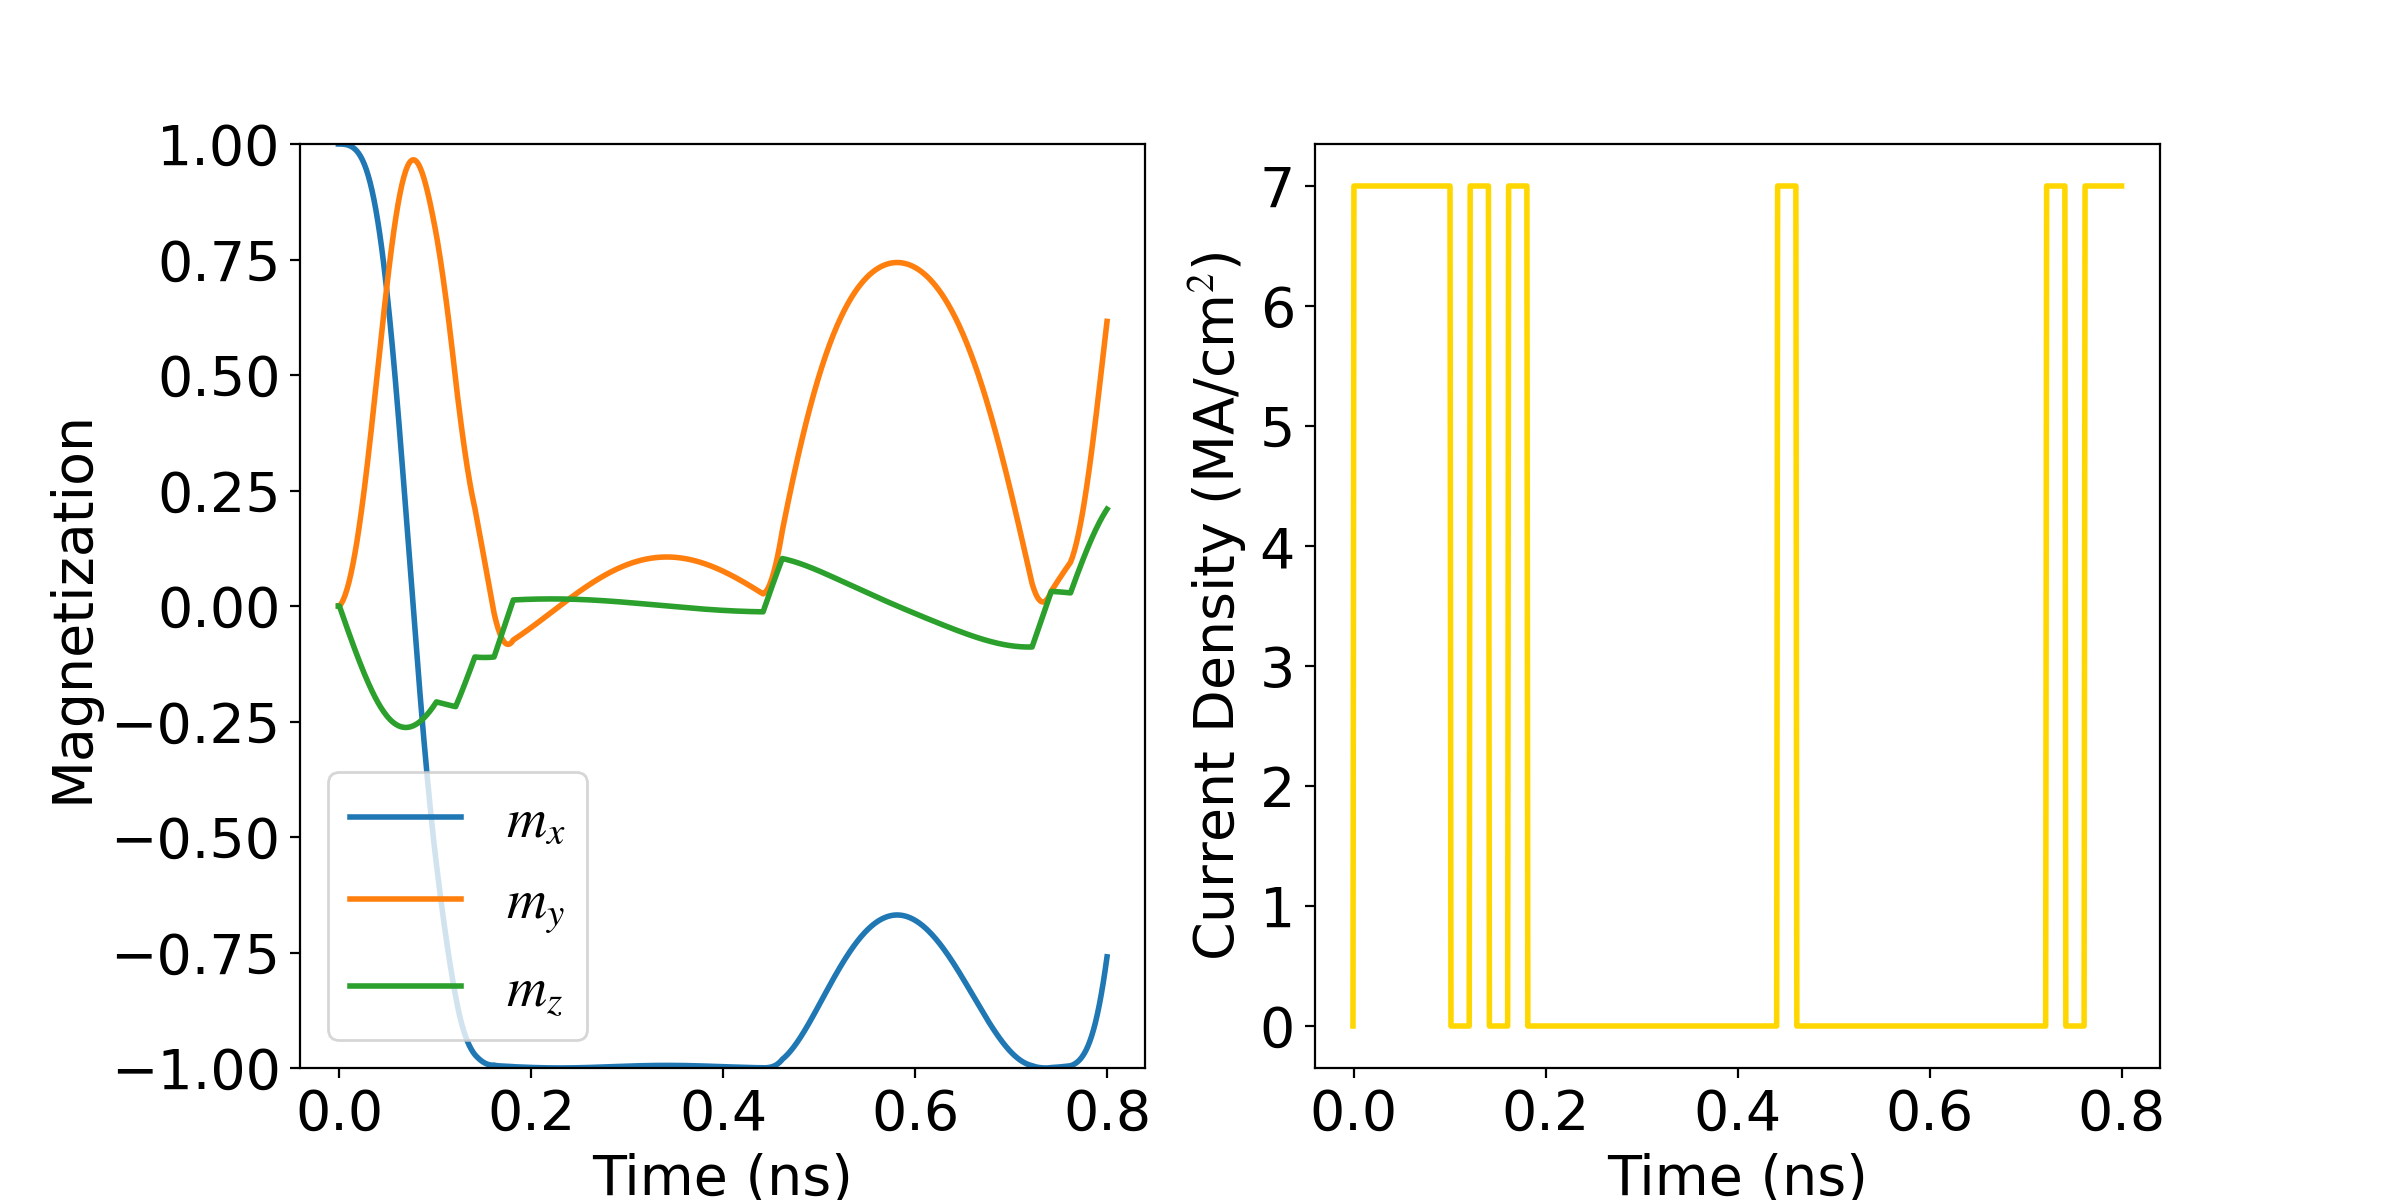 1.00
0.75
0.50
0.25
0.00
−0.25
−0.50
−0.75
−1.00
Magnetization
m_x
m_y
m_z
0.0 0.2 0.4 0.6 0.8
Time (ns)
7
6
5
4
3
2
1
0
Current Density (MA/cm²)
0.0 0.2 0.4 0.6 0.8
Time (ns)